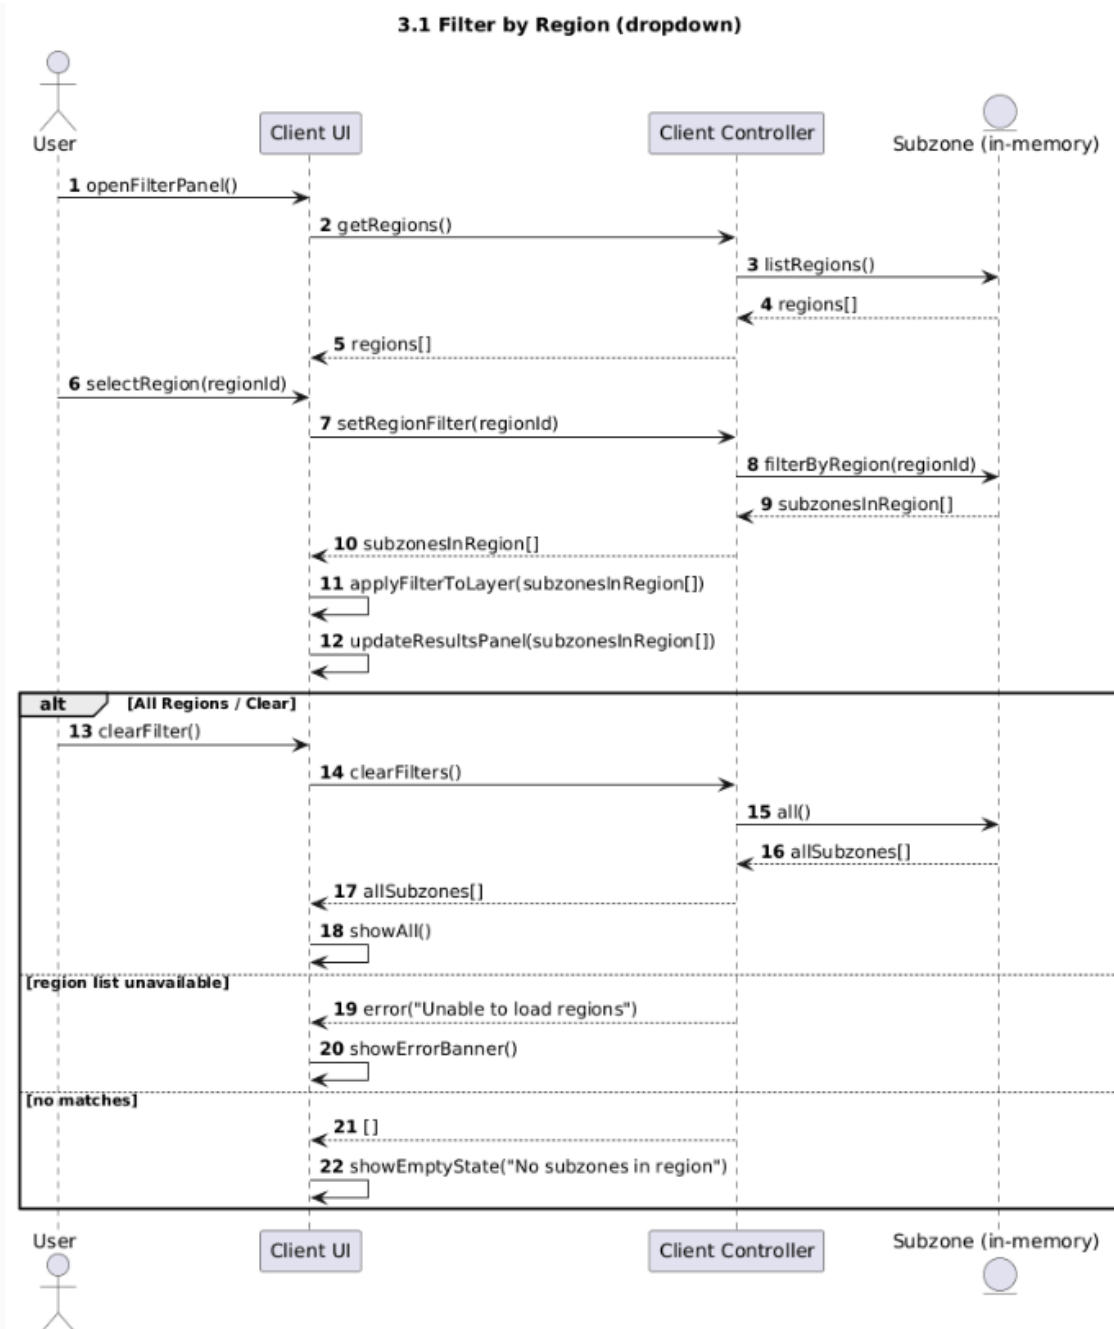 3.1 Filter by Region (dropdown)
User
Client UI
Client Controller
Subzone (in-memory)
1 openFilterPanel()
2 getRegions()
3 listRegions()
4 regions[]
5 regions[]
6 selectRegion(regionId)
7 setRegionFilter(regionId)
8 filterByRegion(regionId)
9 subzonesInRegion[]
10 subzonesInRegion[]
11 applyFilterToLayer(subzonesInRegion[])
12 updateResultsPanel(subzonesInRegion[])
alt [All Regions / Clear]
13 clearFilter()
14 clearFilters()
15 all()
16 allSubzones[]
17 allSubzones[]
18 showAll()
[region list unavailable]
19 error("Unable to load regions")
20 showErrorBanner()
[no matches]
21 []
22 showEmptyState("No subzones in region")
User
Client UI
Client Controller
Subzone (in-memory)